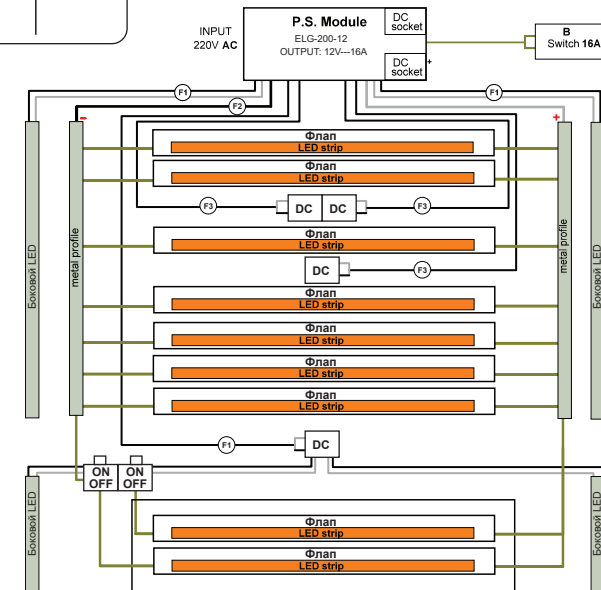 INPUT
220V AC
P.S. Module
ELG-200-12
OUTPUT: 12V---16A
DC
socket
DC
socket
+
B
Switch 16A
F1
F1
F2
-
+
Флап
LED strip
Флап
LED strip
F3
DC
DC
F3
Флап
LED strip
DC
F3
Боковой LED
metal profile
metal profile
Боковой LED
Флап
LED strip
Флап
LED strip
Флап
LED strip
Флап
LED strip
F1
DC
ON
OFF
ON
OFF
Боковой LED
Боковой LED
Флап
LED strip
Флап
LED strip